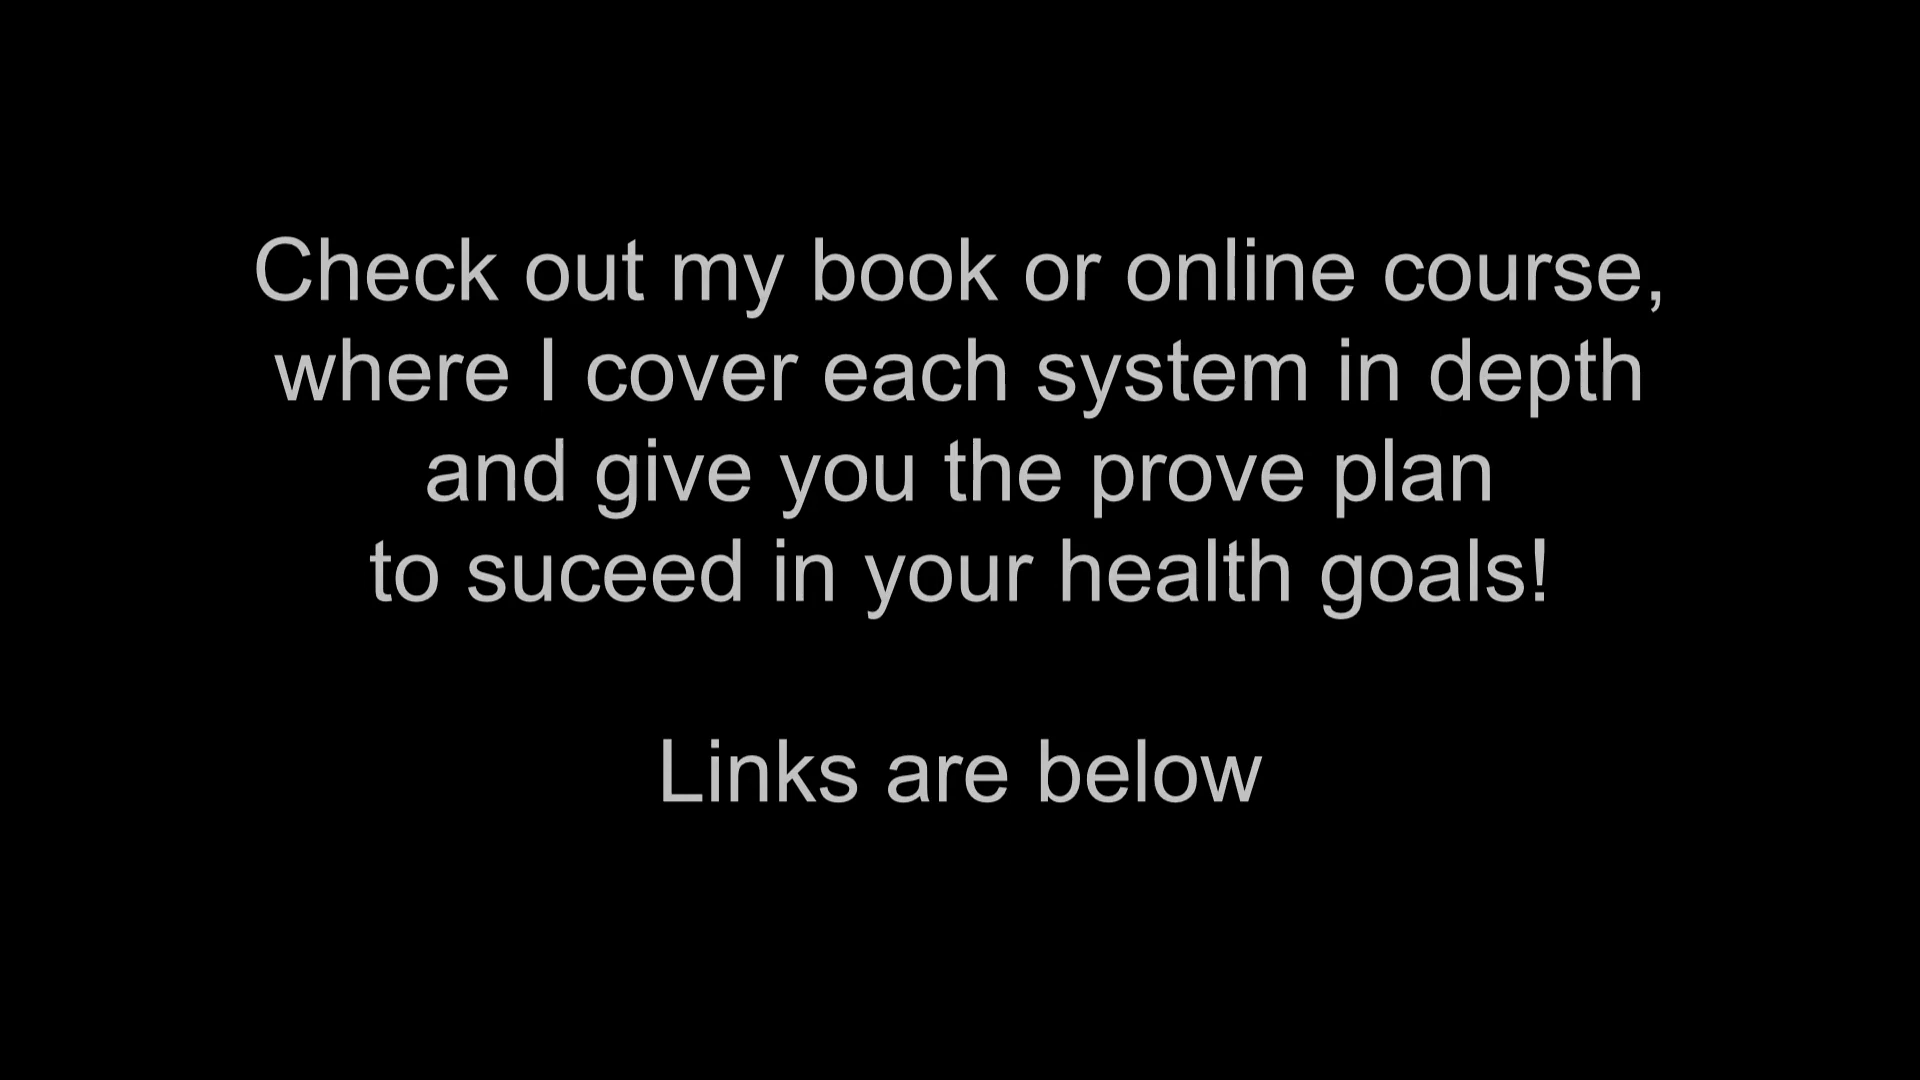 Check out my book or online course,
where I cover each system in depth
and give you the prove plan
to suceed in your health goals!
Links are below